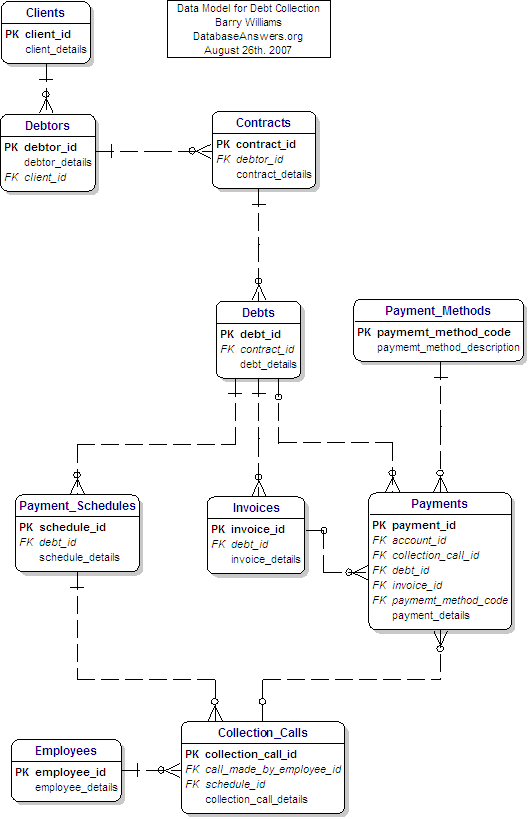 Clients
PK client_id
client_details
Data Model for Debt Collection
Barry Williams
DatabaseAnswers.org
August 26th. 2007
Debtors
PK debtor_id
debtor_details
FK client_id
Contracts
PK contract_id
FK debtor_id
contract_details
Debts
PK debt_id
FK contract_id
debt_details
Payment_Methods
PK paymemt_method_code
paymemt_method_description
Payment_Schedules
PK schedule_id
FK debt_id
schedule_details
Invoices
PK invoice_id
FK debt_id
invoice_details
Payments
PK payment_id
FK account_id
FK collection_call_id
FK debt_id
FK invoice_id
FK paymemt_method_code
payment_details
Employees
PK employee_id
employee_details
Collection_Calls
PK collection_call_id
FK call_made_by_employee_id
FK schedule_id
collection_call_details